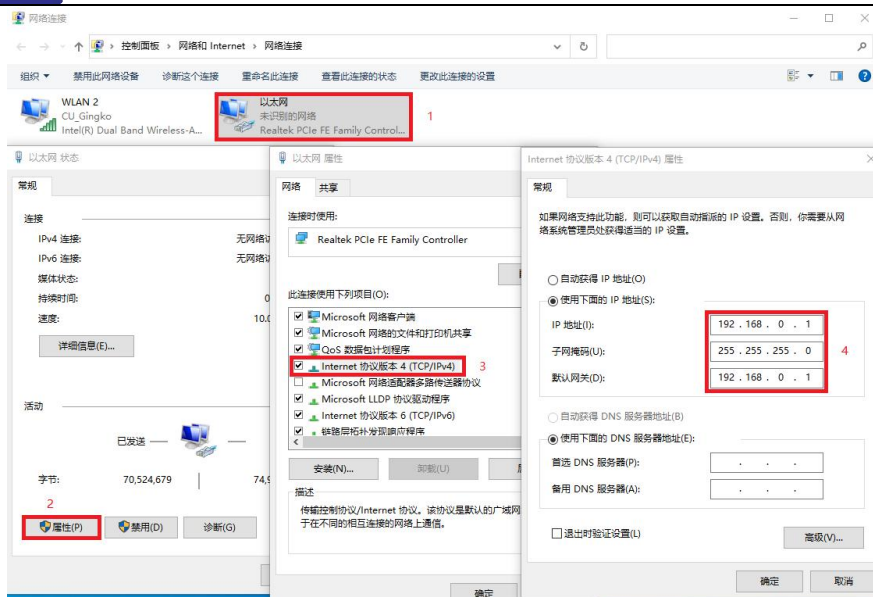 网络连接
控制面板 › 网络和 Internet › 网络连接
组织 禁用此网络设备 诊断这个连接 重命名此连接 查看此连接的状态 更改此连接的设置
WLAN 2
CU_Gingko
Intel(R) Dual Band Wireless-A...
以太网
未识别的网络
Realtek PCIe FE Family Control...
1
以太网 状态
常规
连接
IPv4 连接: 无网络
IPv6 连接: 无网络
媒体状态:
持续时间: 0
速度: 10.0
详细信息(E)...
活动
已发送
字节: 70,524,679 74,9
2
属性(P) 禁用(D) 诊断(G)
以太网 属性
网络 共享
连接时使用:
Realtek PCIe FE Family Controller
此连接使用下列项目(O):
Microsoft 网络客户端
Microsoft 网络的文件和打印机共享
QoS 数据包计划程序
Internet 协议版本 4 (TCP/IPv4) 3
Microsoft 网络适配器多路传送器协议
Microsoft LLDP 协议驱动程序
Internet 协议版本 6 (TCP/IPv6)
链路层拓扑发现响应程序
安装(N)... 卸载(U)
描述
传输控制协议/Internet 协议。该协议是默认的广域网
于在不同的相互连接的网络上通信。
确定
Internet 协议版本 4 (TCP/IPv4) 属性
常规
如果网络支持此功能，则可以获取自动指派的 IP 设置。否则，你需要从网
络系统管理员处获得适当的 IP 设置。
自动获得 IP 地址(O)
使用下面的 IP 地址(S):
IP 地址(I): 192 . 168 . 0 . 1
子网掩码(U): 255 . 255 . 255 . 0 4
默认网关(D): 192 . 168 . 0 . 1
自动获得 DNS 服务器地址(B)
使用下面的 DNS 服务器地址(E):
首选 DNS 服务器(P): . . .
备用 DNS 服务器(A): . . .
退出时验证设置(L)
高级(V)...
确定 取消